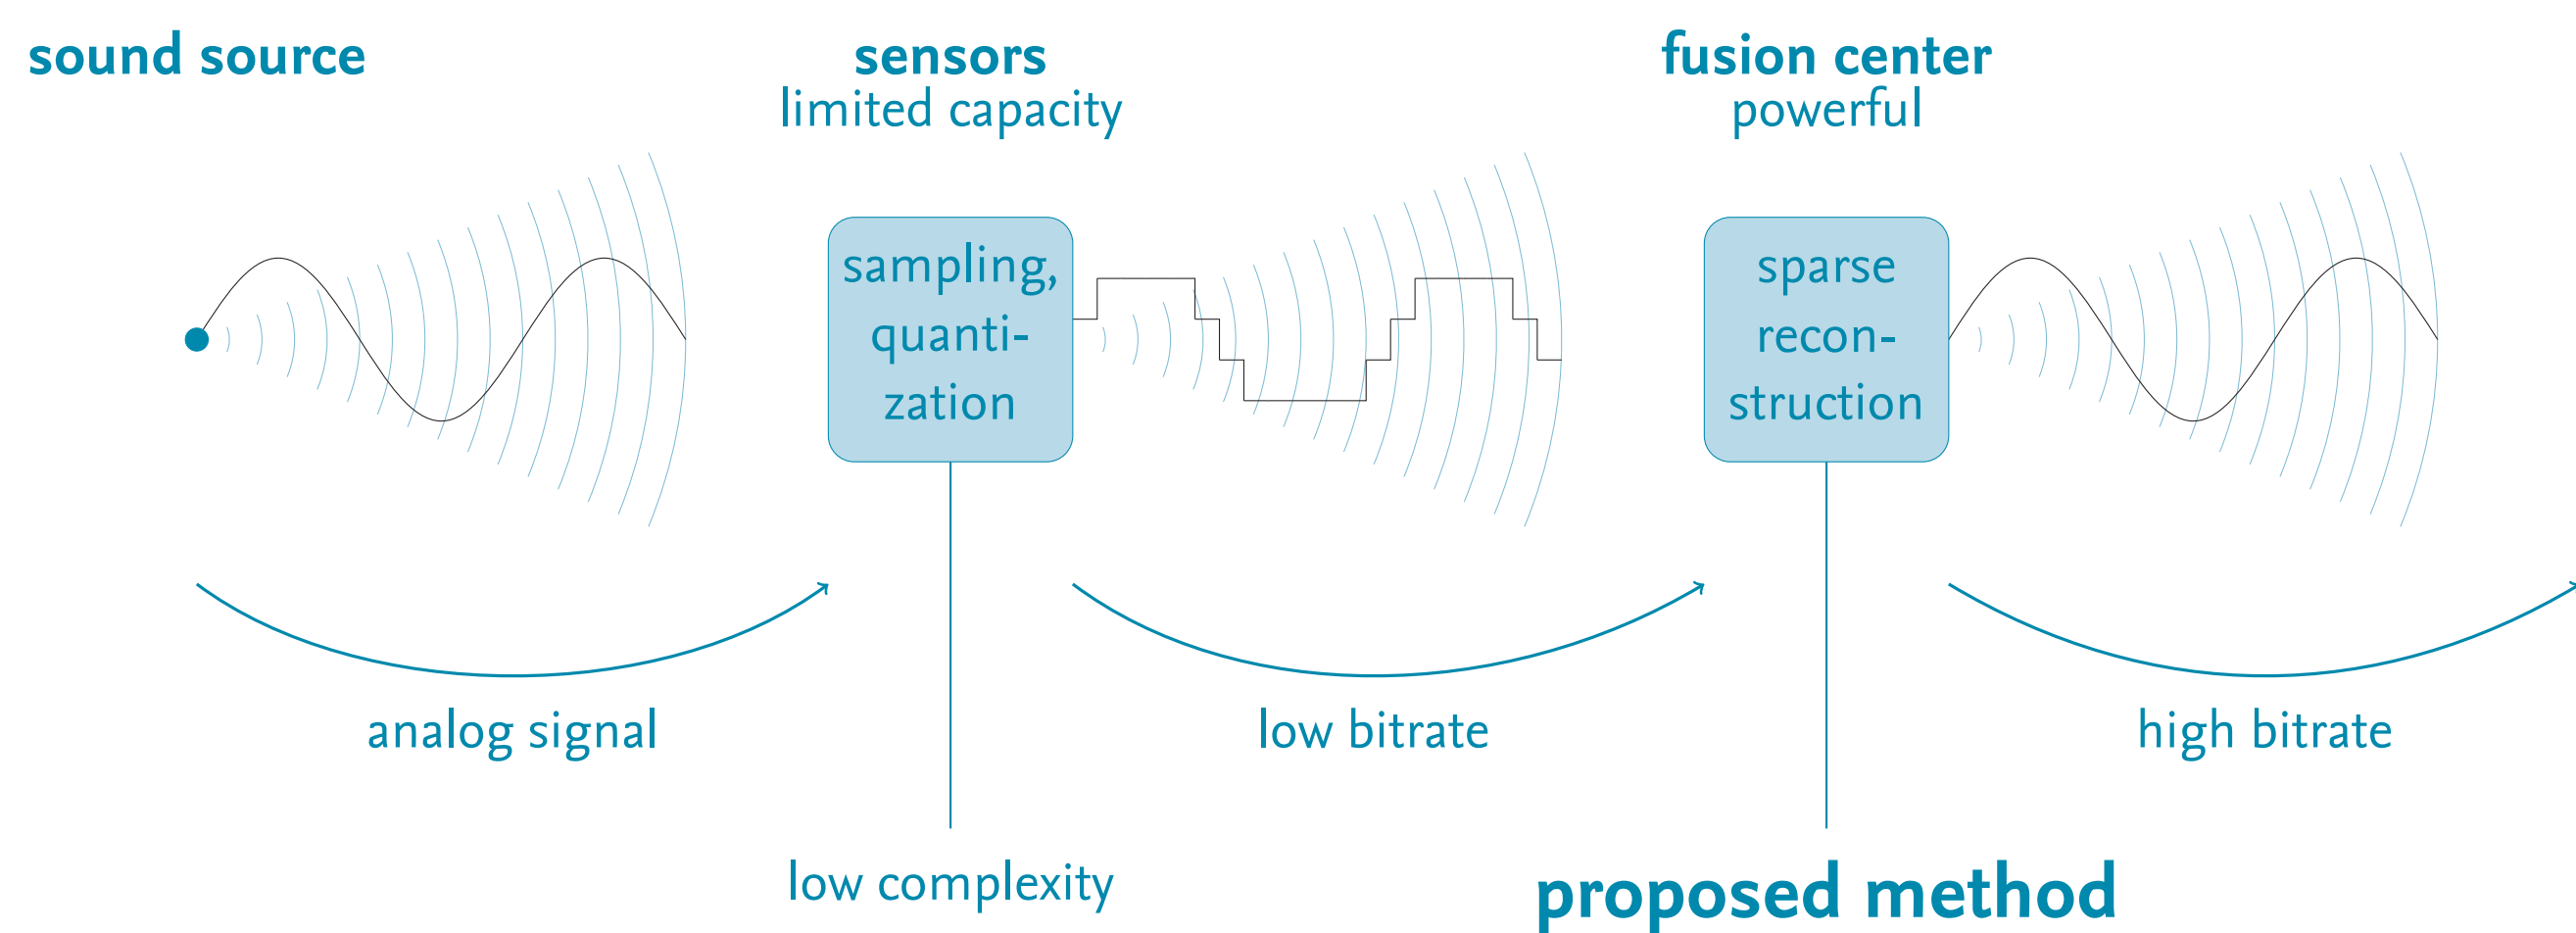 sound source
sensors
limited capacity
fusion center
powerful
sampling,
quanti-
zation
sparse
recon-
struction
analog signal
low bitrate
high bitrate
low complexity
proposed method